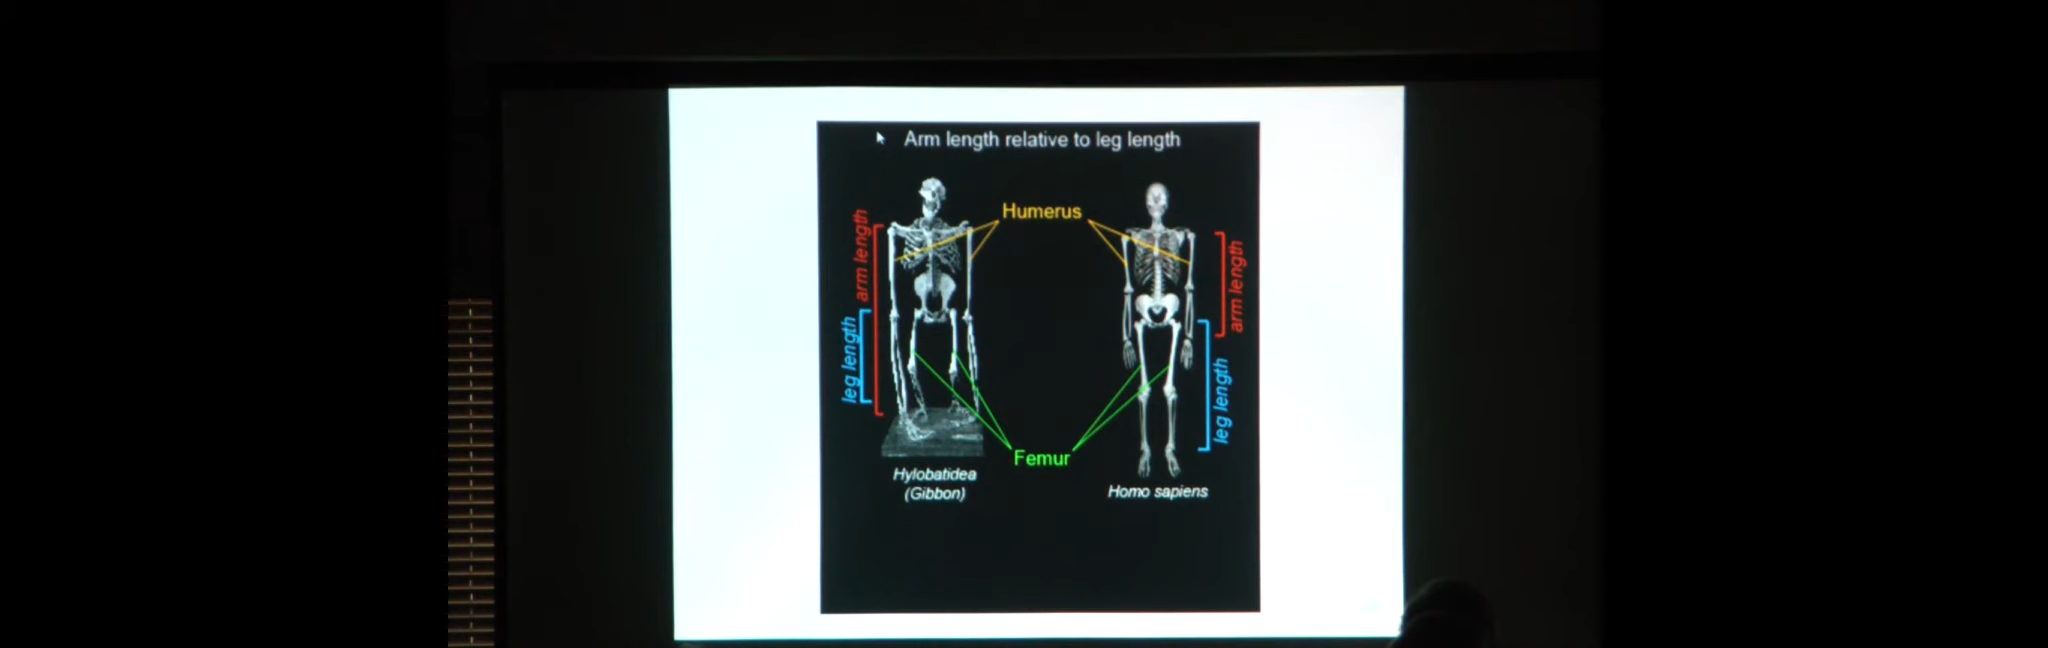 Arm length relative to leg length
Humerus
arm length
arm length
leg length
leg length
Femur
Hylobatidea
(Gibbon)
Homo sapiens